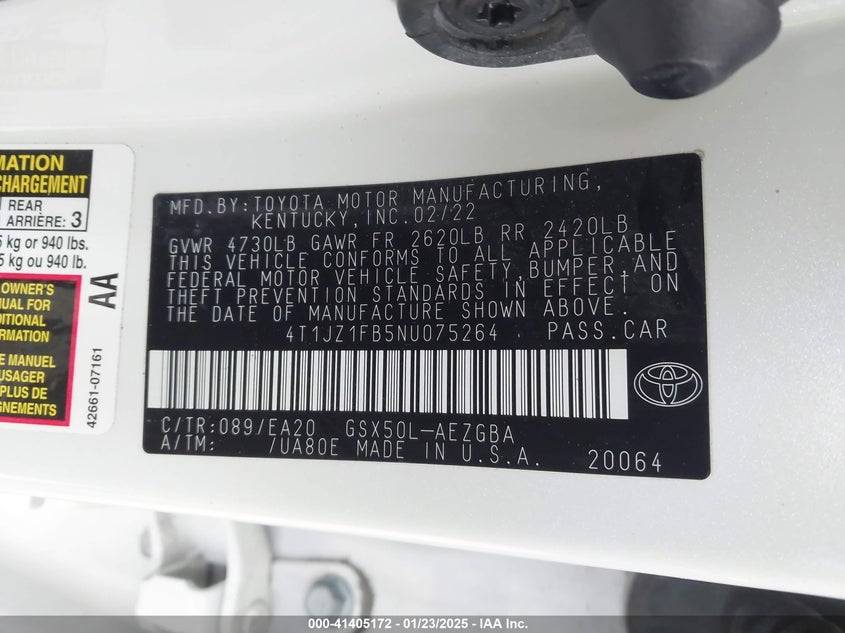 MATION
CHARGEMENT
REAR
ARRIÈRE: 3
5 kg or 940 lbs.
5 kg ou 940 lb.
OWNER'S
NUAL FOR
DITIONAL
ORMATION
E MANUEL
USAGER
PLUS DE
GNEMENTS
AA
42661-07161
MFD.BY:TOYOTA MOTOR MANUFACTURING,
KENTUCKY, INC. 02/22
GVWR 4730LB GAWR FR 2620LB RR 2420LB
THIS VEHICLE CONFORMS TO ALL APPLICABLE
FEDERAL MOTOR VEHICLE SAFETY,BUMPER,AND
THEFT PREVENTION STANDARDS IN EFFECT ON
THE DATE OF MANUFACTURE SHOWN ABOVE.
4T1JZ1FB5NU075264 PASS.CAR
C/TR:089/EA20 GSX50L-AEZGBA
A/TM: /UA80E MADE IN U.S.A. 20064
000-41405172 - 01/23/2025 - IAA Inc.